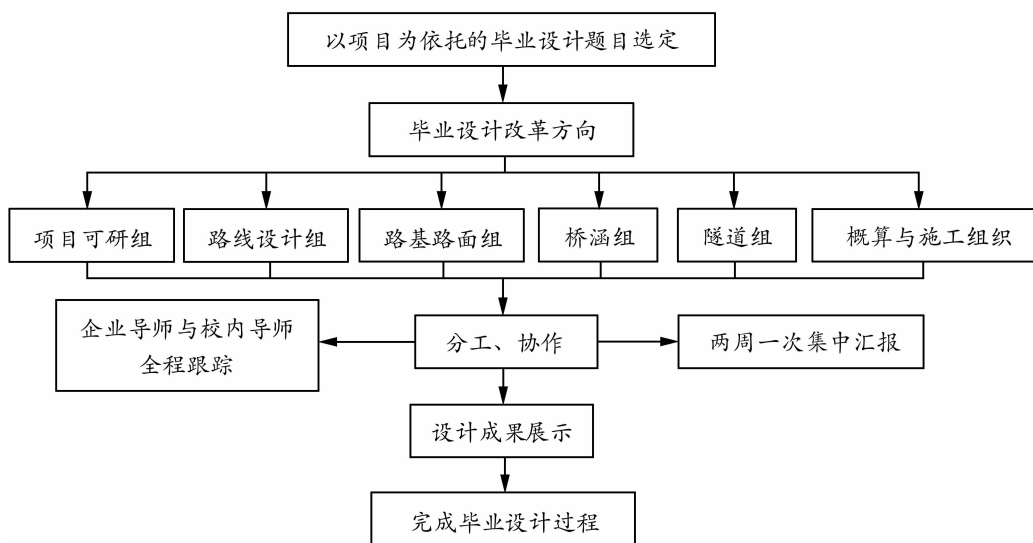 以项目为依托的毕业设计题目选定
毕业设计改革方向
项目可研组
路线设计组
路基路面组
桥涵组
隧道组
概算与施工组织
企业导师与校内导师
全程跟踪
分工、协作
两周一次集中汇报
设计成果展示
完成毕业设计过程